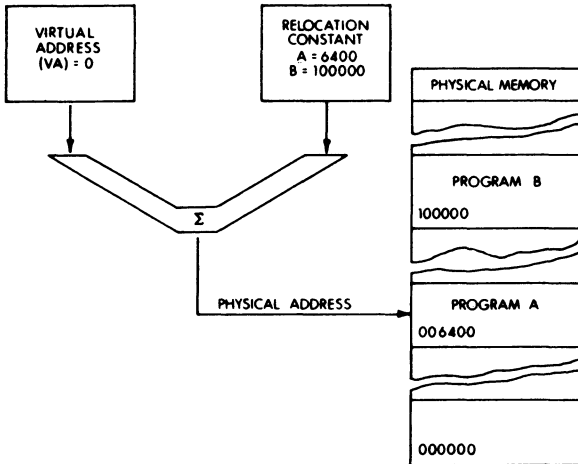 VIRTUAL
ADDRESS
(VA) = 0
RELOCATION
CONSTANT
A = 6400
B = 100000
PHYSICAL MEMORY
PROGRAM B
100000
Σ
PHYSICAL ADDRESS
PROGRAM A
006400
000000